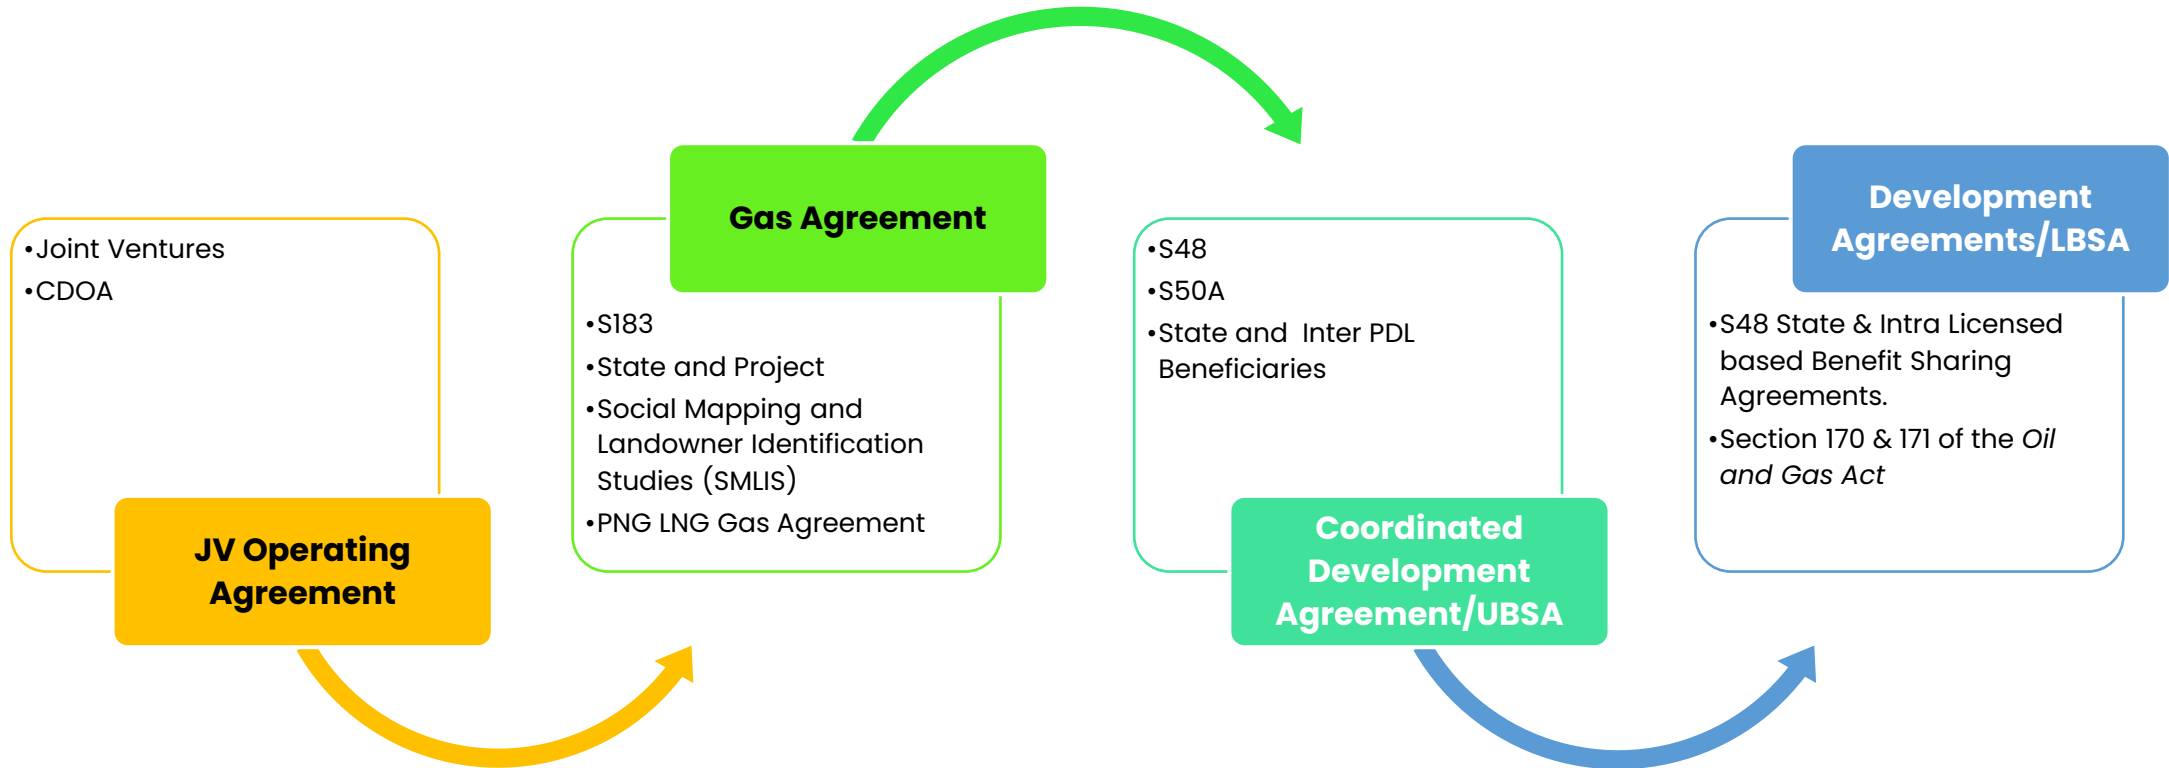 •Joint Ventures
•CDOA
JV Operating
Agreement
Gas Agreement
•S183
•State and Project
•Social Mapping and
Landowner Identification
Studies (SMLIS)
•PNG LNG Gas Agreement
•S48
•S50A
•State and  Inter PDL
Beneficiaries
Coordinated
Development
Agreement/UBSA
Development
Agreements/LBSA
•S48 State & Intra Licensed
based Benefit Sharing
Agreements.
•Section 170 & 171 of the Oil
and Gas Act